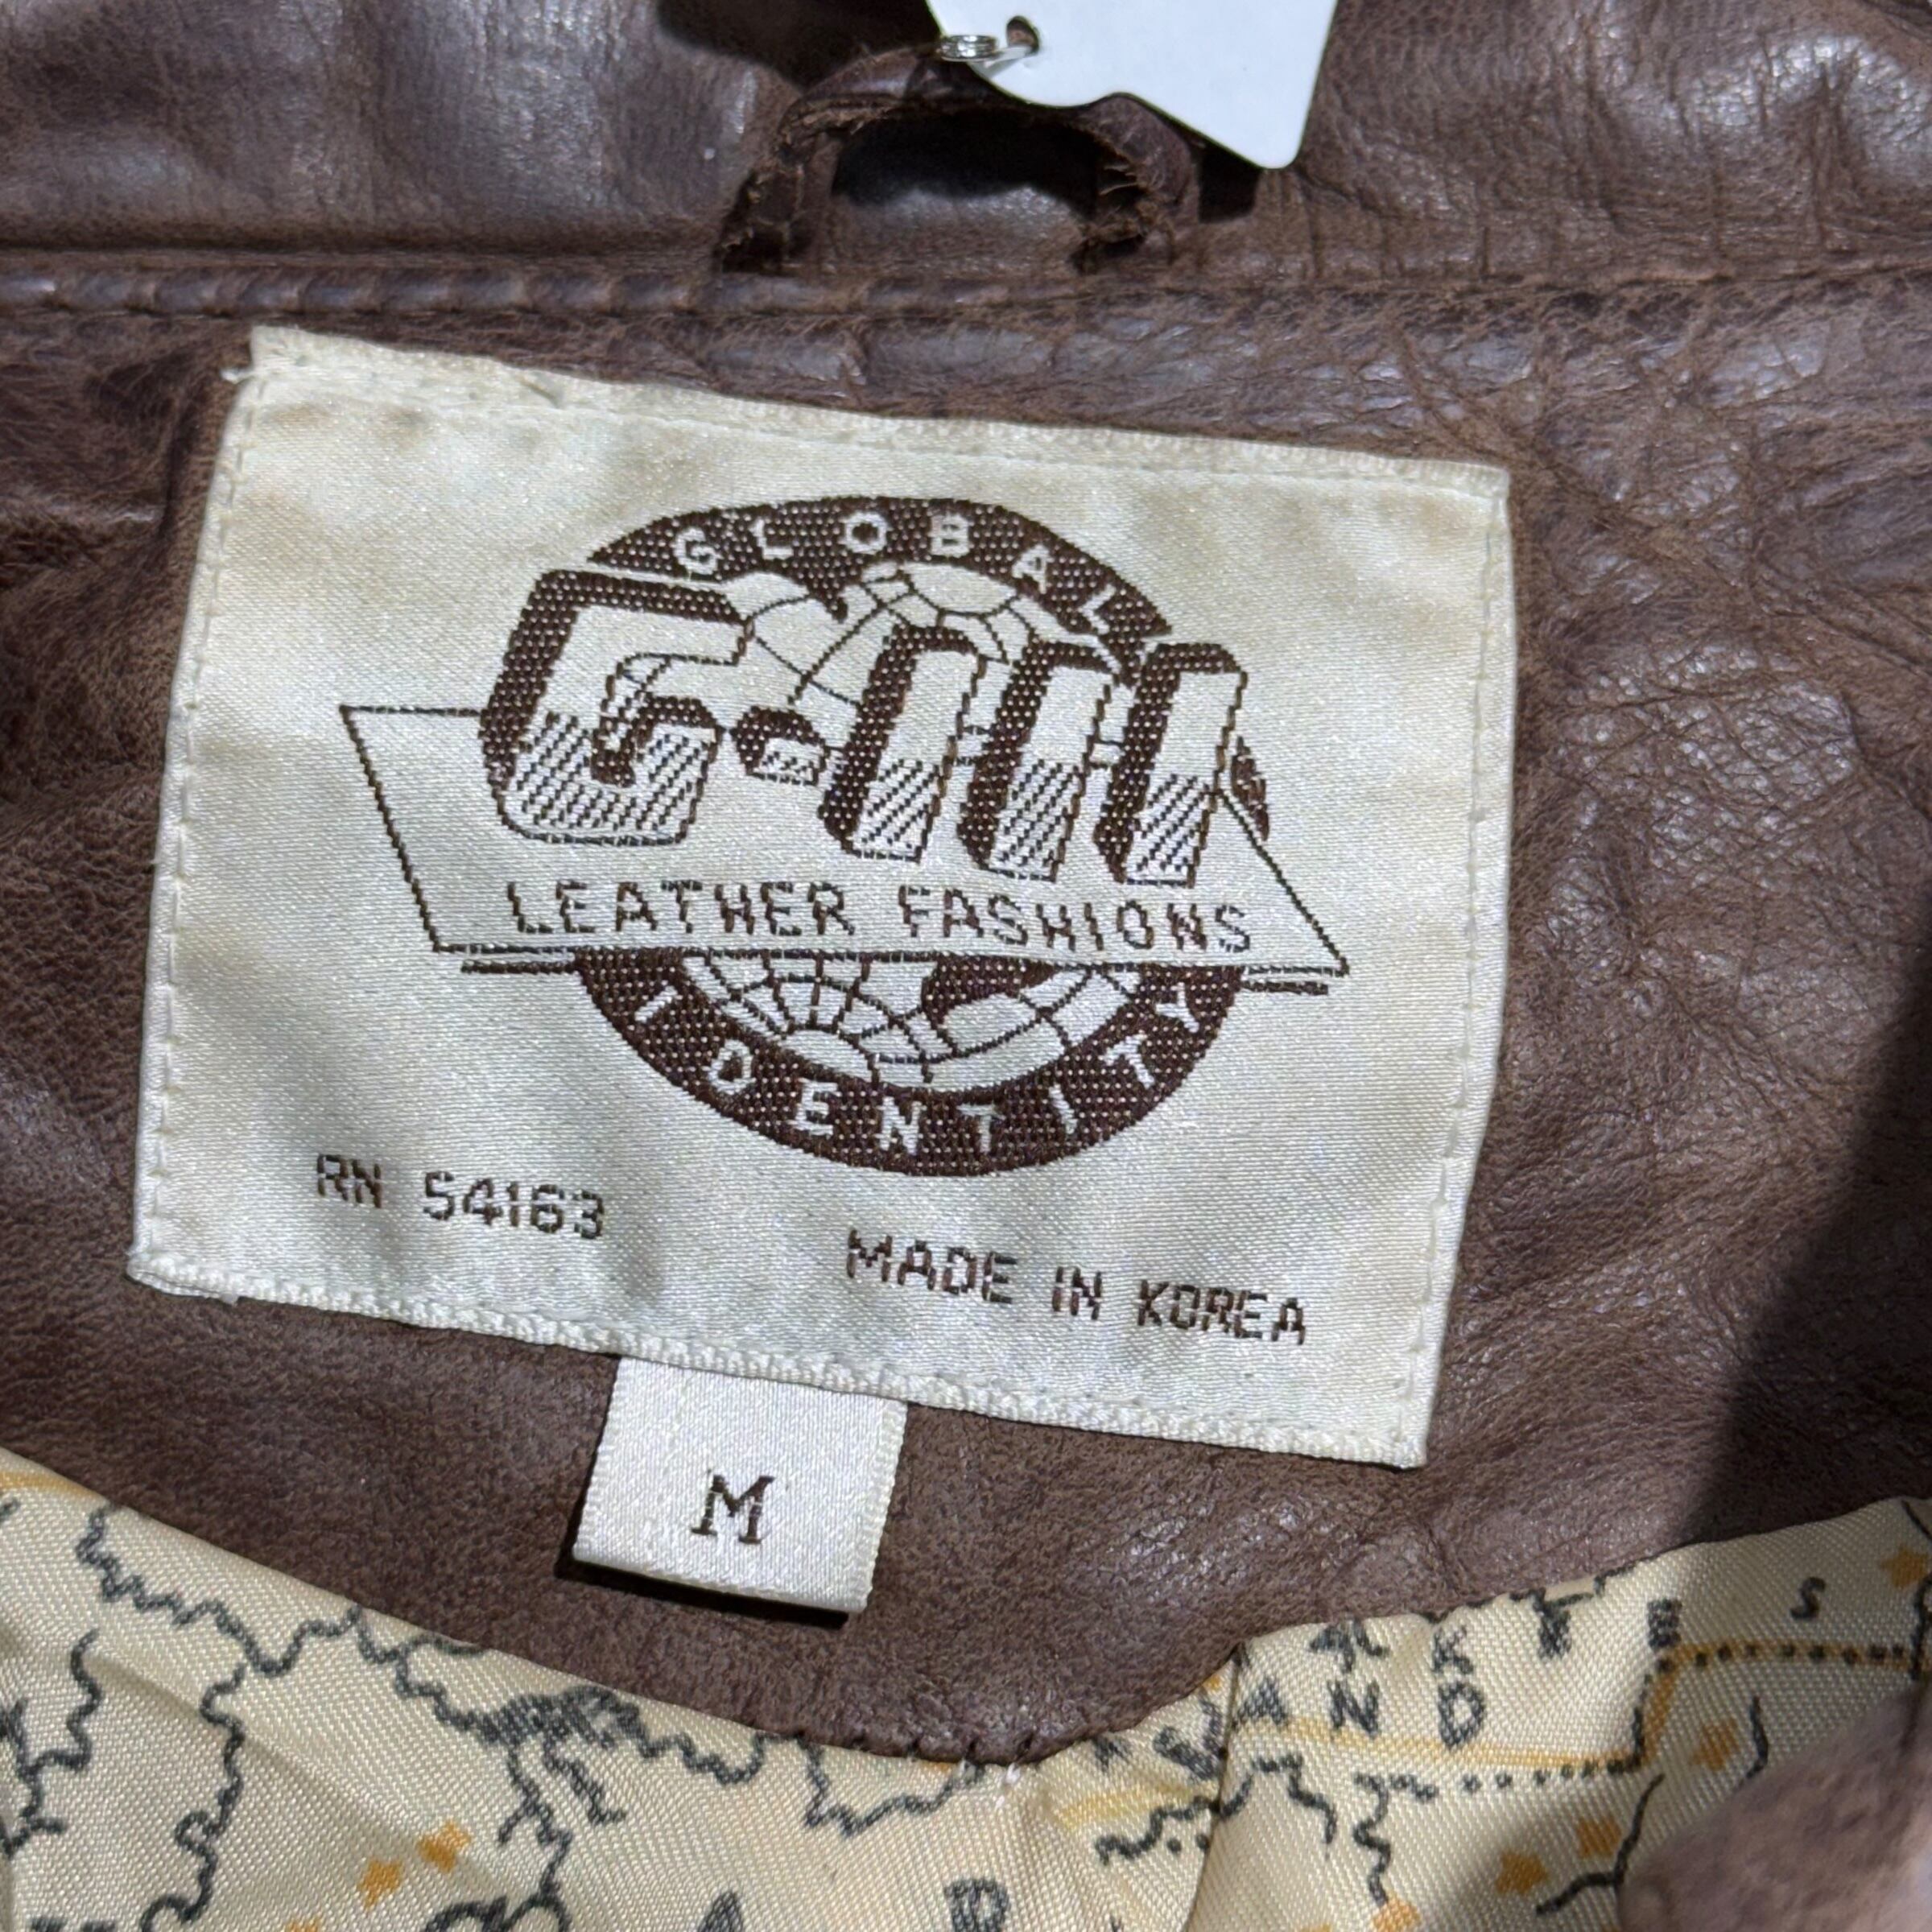 GLOBAL
G-III
LEATHER FASHIONS
IDENTITY
RN 54163
MADE IN KOREA
M